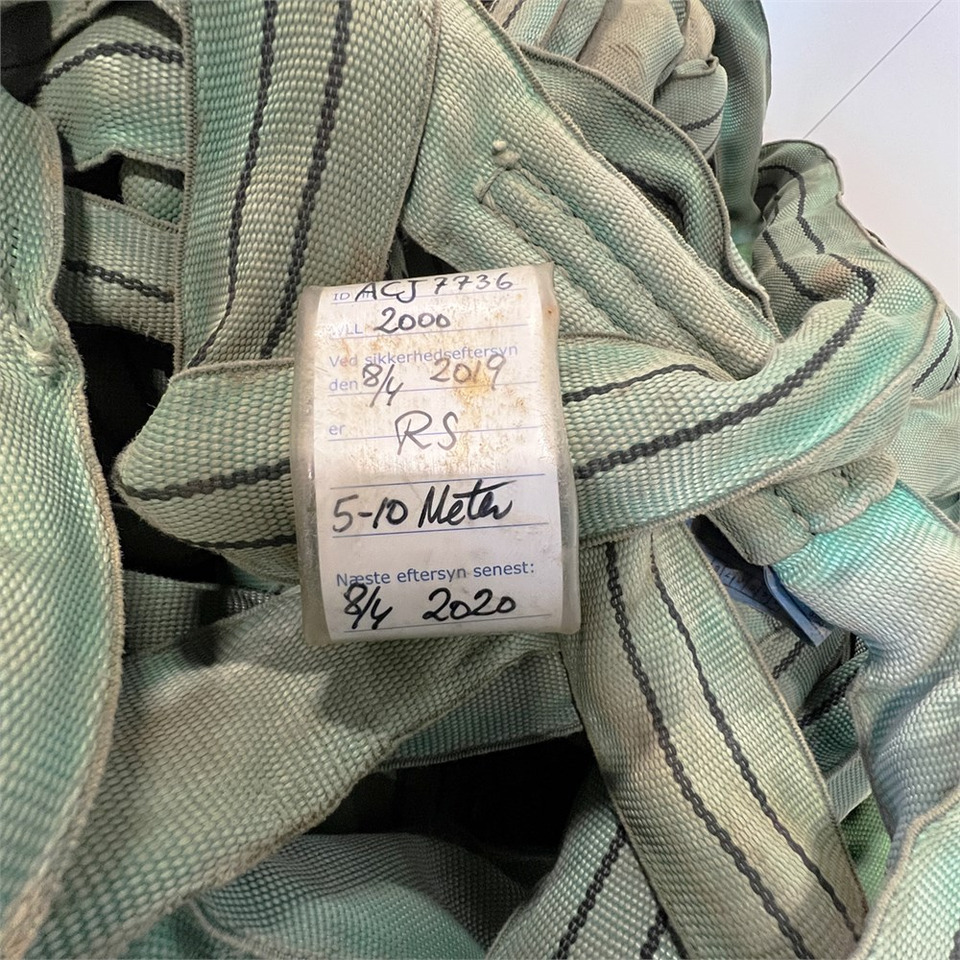 ID nr. ACJ 7736
WLL 2000
Ved sikkerhedseftersyn
den 8/4 2019
er RS
5-10 Meter
Næste eftersyn senest:
8/4 2020